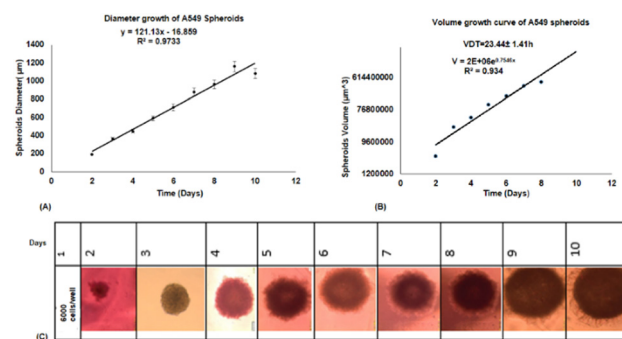 Diameter growth of A549 Spheroids
y = 121.13x - 16.859
R² = 0.9733
Spheroids Diameter( µm)
1400
1200
1000
800
600
400
200
0
0 2 4 6 8 10 12
Time (Days)
(A)
Volume growth curve of A549 spheroids
VDT=23.44± 1.41h
V = 2E+06e
R² = 0.934
Spheroids Volume (µm^3)
614400000
76800000
9600000
1200000
0 2 4 6 8 10 12
Time (Days)
(B)
Days 1 2 3 4 5 6 7 8 9 10
6000
cells/well
(C)